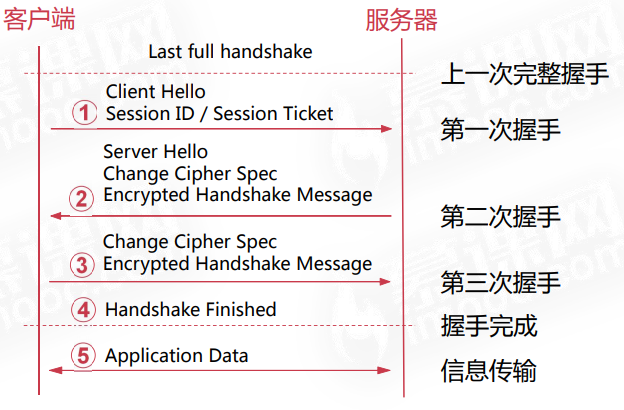 客户端
服务器
Last full handshake
上一次完整握手
Client Hello
① Session ID / Session Ticket
第一次握手
Server Hello
Change Cipher Spec
② Encrypted Handshake Message
第二次握手
Change Cipher Spec
③ Encrypted Handshake Message
第三次握手
④ Handshake Finished
握手完成
⑤ Application Data
信息传输